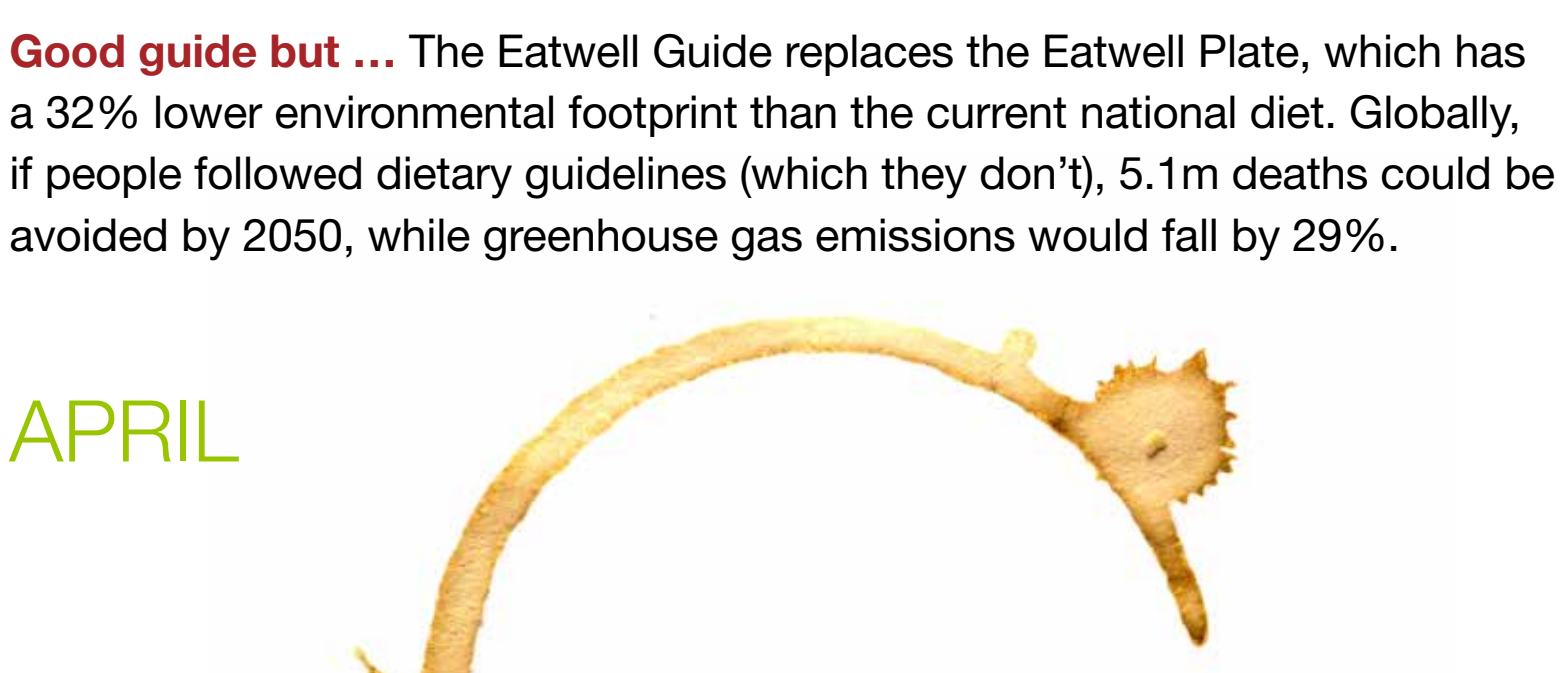 Good guide but ... The Eatwell Guide replaces the Eatwell Plate, which has
a 32% lower environmental footprint than the current national diet. Globally,
if people followed dietary guidelines (which they don’t), 5.1m deaths could be
avoided by 2050, while greenhouse gas emissions would fall by 29%.
APRIL